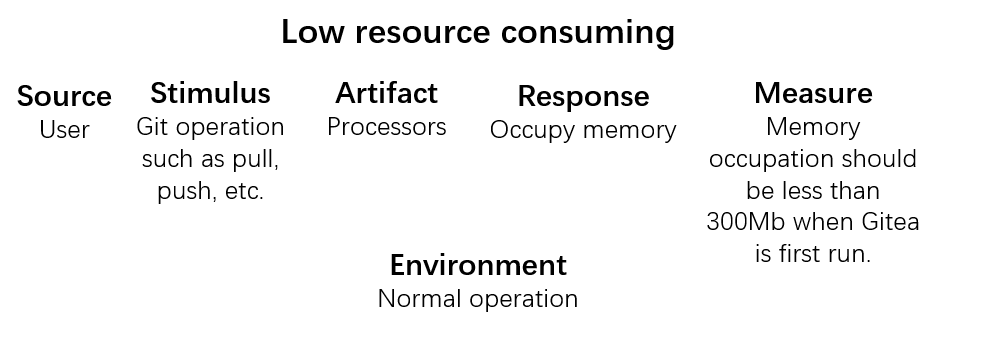 Low resource consuming
Source
User
Stimulus
Git operation
such as pull,
push, etc.
Artifact
Processors
Response
Occupy memory
Measure
Memory
occupation should
be less than
300Mb when Gitea
is first run.
Environment
Normal operation